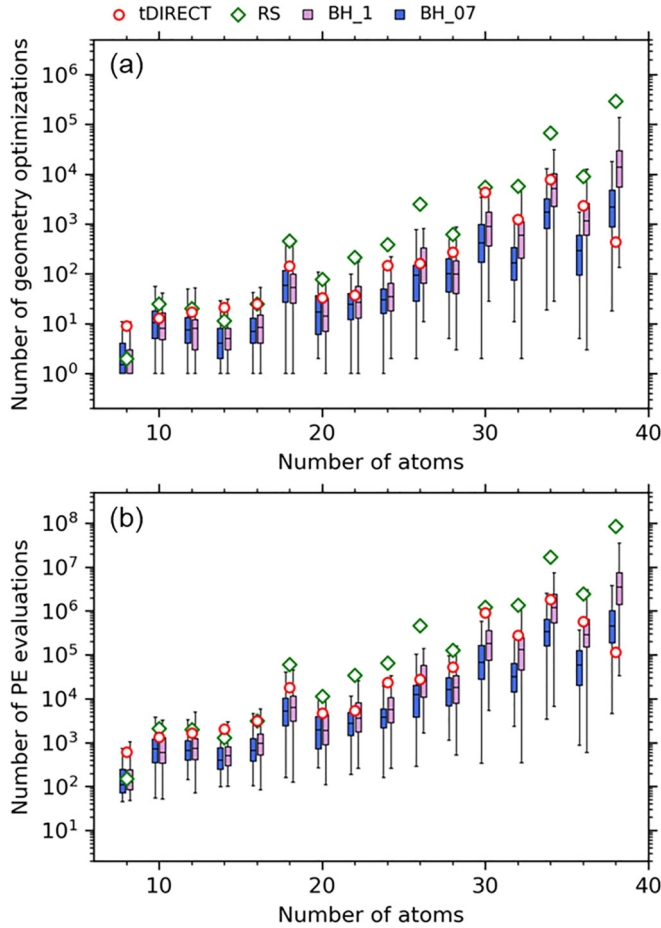 tDIRECT RS BH_1 BH_07
(a)
Number of geometry optimizations
10⁶
10⁵
10⁴
10³
10²
10¹
10⁰
10 20 30 40
Number of atoms
(b)
Number of PE evaluations
10⁸
10⁷
10⁶
10⁵
10⁴
10³
10²
10¹
10 20 30 40
Number of atoms